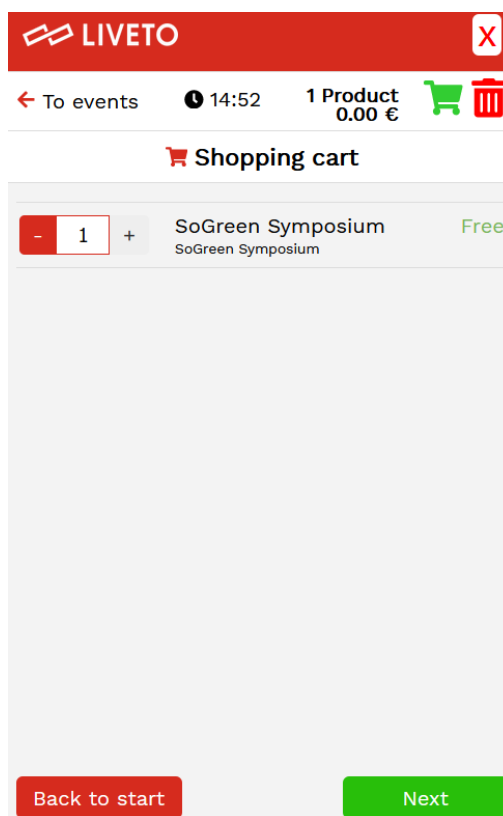 LIVETO
X
To events
14:52
1 Product
0.00 €
Shopping cart
- 1 +
SoGreen Symposium
Free
SoGreen Symposium
Back to start
Next